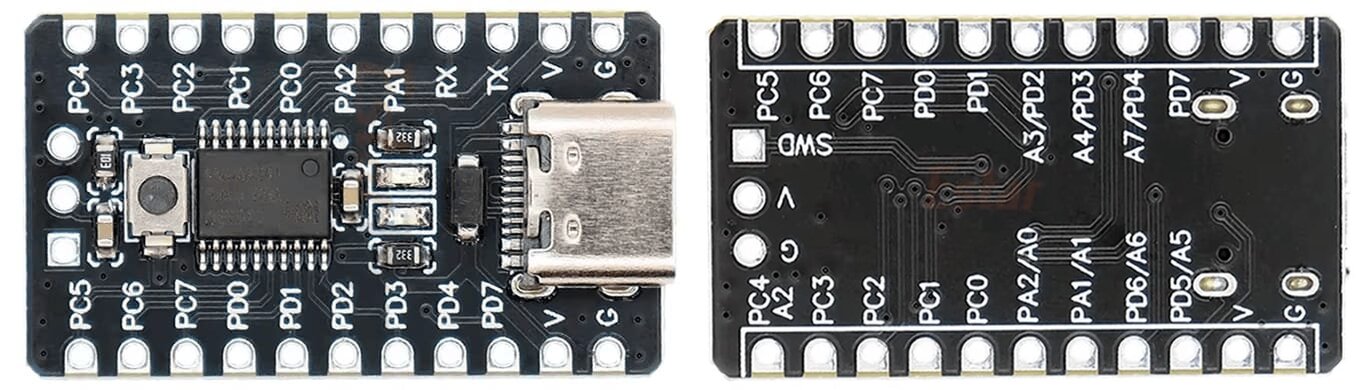 PC4 PC3 PC2 PC1 PC0 PA2 PA1 RX TX V G
E01
332
332
PC5 PC6 PC7 PD0 PD1 PD2 PD3 PD4 PD7 V G
PC5 PC6 PC7 PD0 PD1 A3/PD2 A4/PD3 A7/PD4 PD7 V G
SWD
V
G
PC4 A2 PC3 PC2 PC1 PC0 PA2/A0 PA1/A1 PD6/A6 PD5/A5 V G